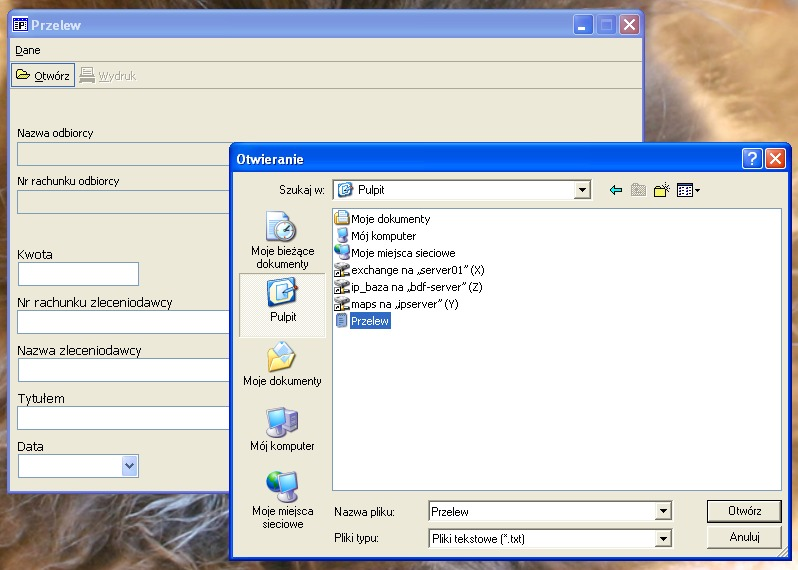 Przelew
Dane
Otwórz
Wydruk
Nazwa odbiorcy
Nr rachunku odbiorcy
Kwota
Nr rachunku zleceniodawcy
Nazwa zleceniodawcy
Tytułem
Data
Otwieranie
Szukaj w:
Pulpit
Moje bieżące
dokumenty
Pulpit
Moje dokumenty
Mój komputer
Moje miejsca
sieciowe
Moje dokumenty
Mój komputer
Moje miejsca sieciowe
exchange na „server01” (X)
ip_baza na „bdf-server” (Z)
maps na „ipserver” (Y)
Przelew
Nazwa pliku:
Przelew
Otwórz
Pliki typu:
Pliki tekstowe (*.txt)
Anuluj